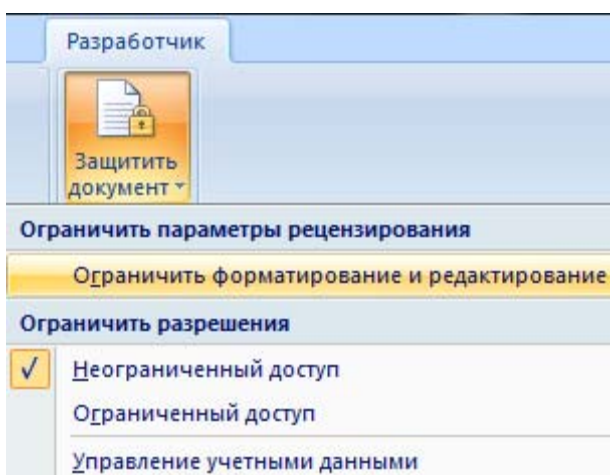 Разработчик
Защитить
документ
Ограничить параметры рецензирования
Ограничить форматирование и редактирование
Ограничить разрешения
Неограниченный доступ
Ограниченный доступ
Управление учетными данными